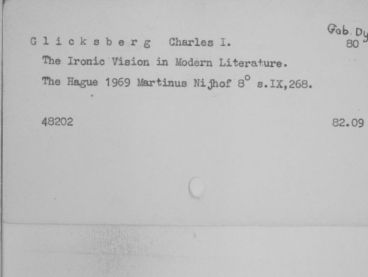 Gab. Dy
80
G l i c k s b e r g Charles I.
The Ironic Vision in Modern Literature.
The Hague 1969 Martinus Nijhof 8° s.IX,268.
48202 82.09